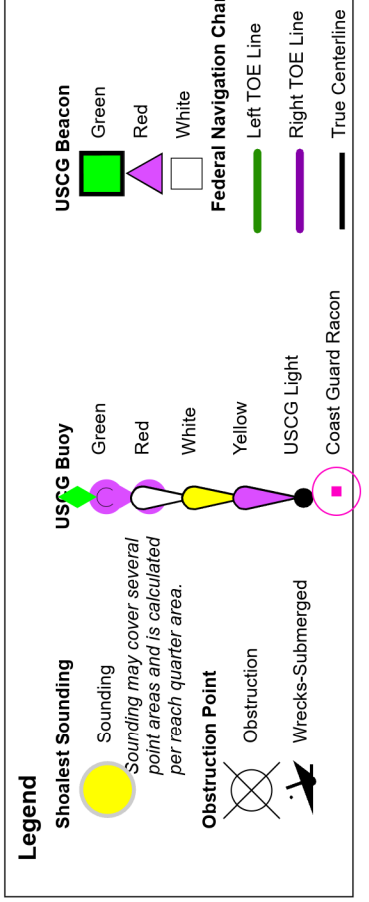 Legend
Shoalest Sounding
Sounding
Sounding may cover several
point areas and is calculated
per reach quarter area.
Obstruction Point
Obstruction
Wrecks-Submerged
USCG Buoy
Green
Red
White
Yellow
USCG Light
Coast Guard Racon
USCG Beacon
Green
Red
White
Federal Navigation Char
Left TOE Line
Right TOE Line
True Centerline